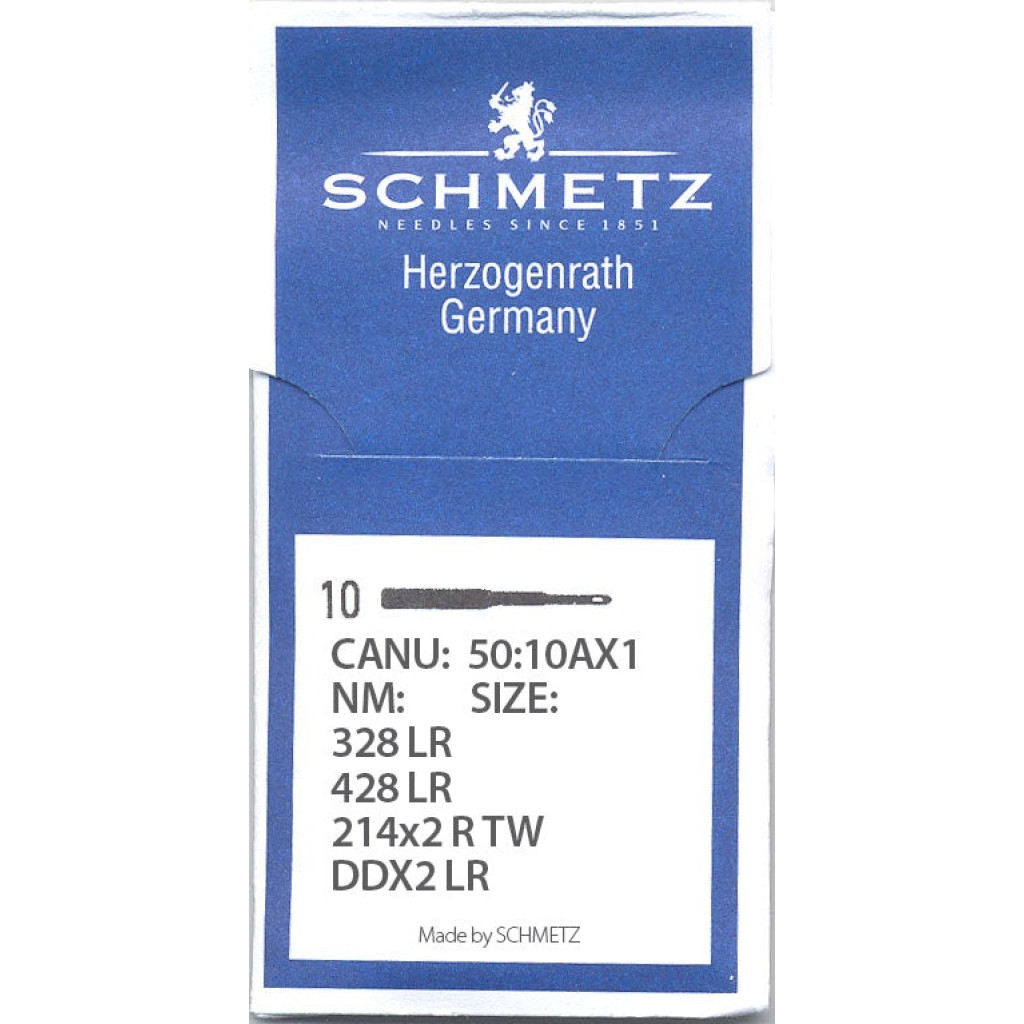 SCHMETZ
NEEDLES SINCE 1851
Herzogenrath
Germany
10
CANU: 50:10AX1
NM: SIZE:
328 LR
428 LR
214x2 R TW
DDX2 LR
Made by SCHMETZ